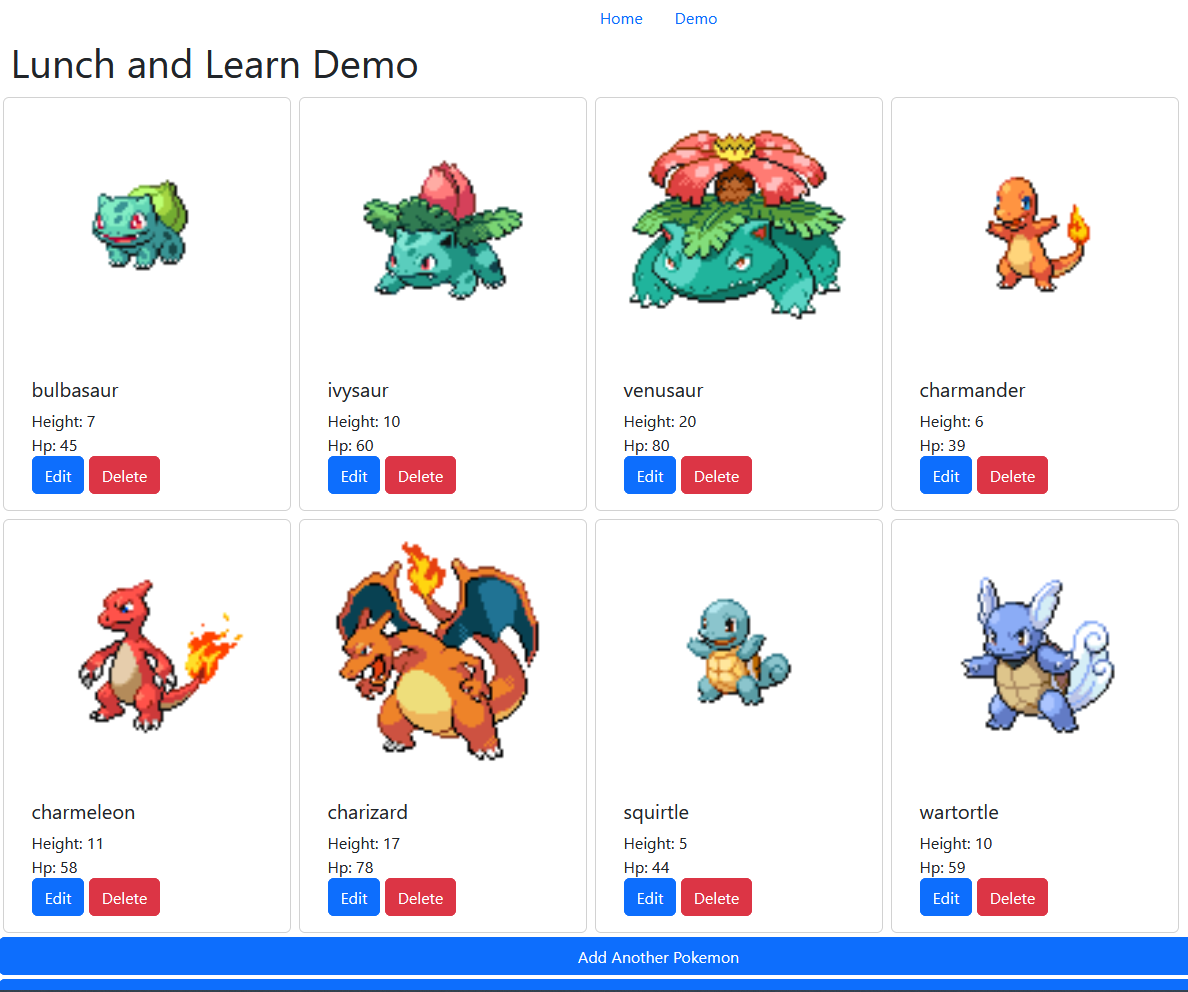 Home Demo
Lunch and Learn Demo
bulbasaur
Height: 7
Hp: 45
Edit Delete
ivysaur
Height: 10
Hp: 60
Edit Delete
venusaur
Height: 20
Hp: 80
Edit Delete
charmander
Height: 6
Hp: 39
Edit Delete
charmeleon
Height: 11
Hp: 58
Edit Delete
charizard
Height: 17
Hp: 78
Edit Delete
squirtle
Height: 5
Hp: 44
Edit Delete
wartortle
Height: 10
Hp: 59
Edit Delete
Add Another Pokemon